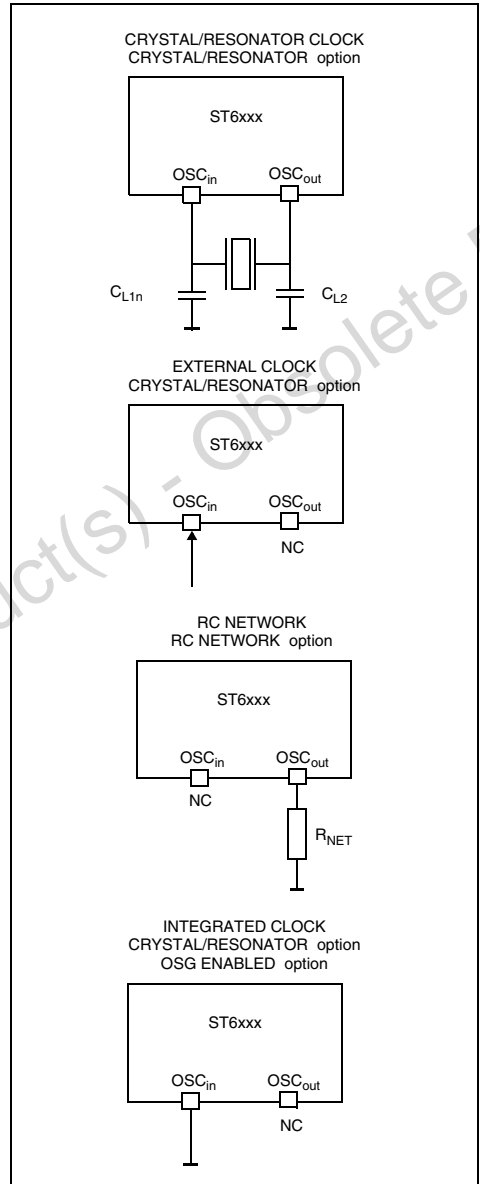 CRYSTAL/RESONATOR CLOCK
CRYSTAL/RESONATOR option
ST6xxx
OSCin OSCout
CL1n CL2
EXTERNAL CLOCK
CRYSTAL/RESONATOR option
ST6xxx
OSCin OSCout
NC
RC NETWORK
RC NETWORK option
ST6xxx
OSCin OSCout
NC
RNET
INTEGRATED CLOCK
CRYSTAL/RESONATOR option
OSG ENABLED option
ST6xxx
OSCin OSCout
NC
uct(s) - Obsolete